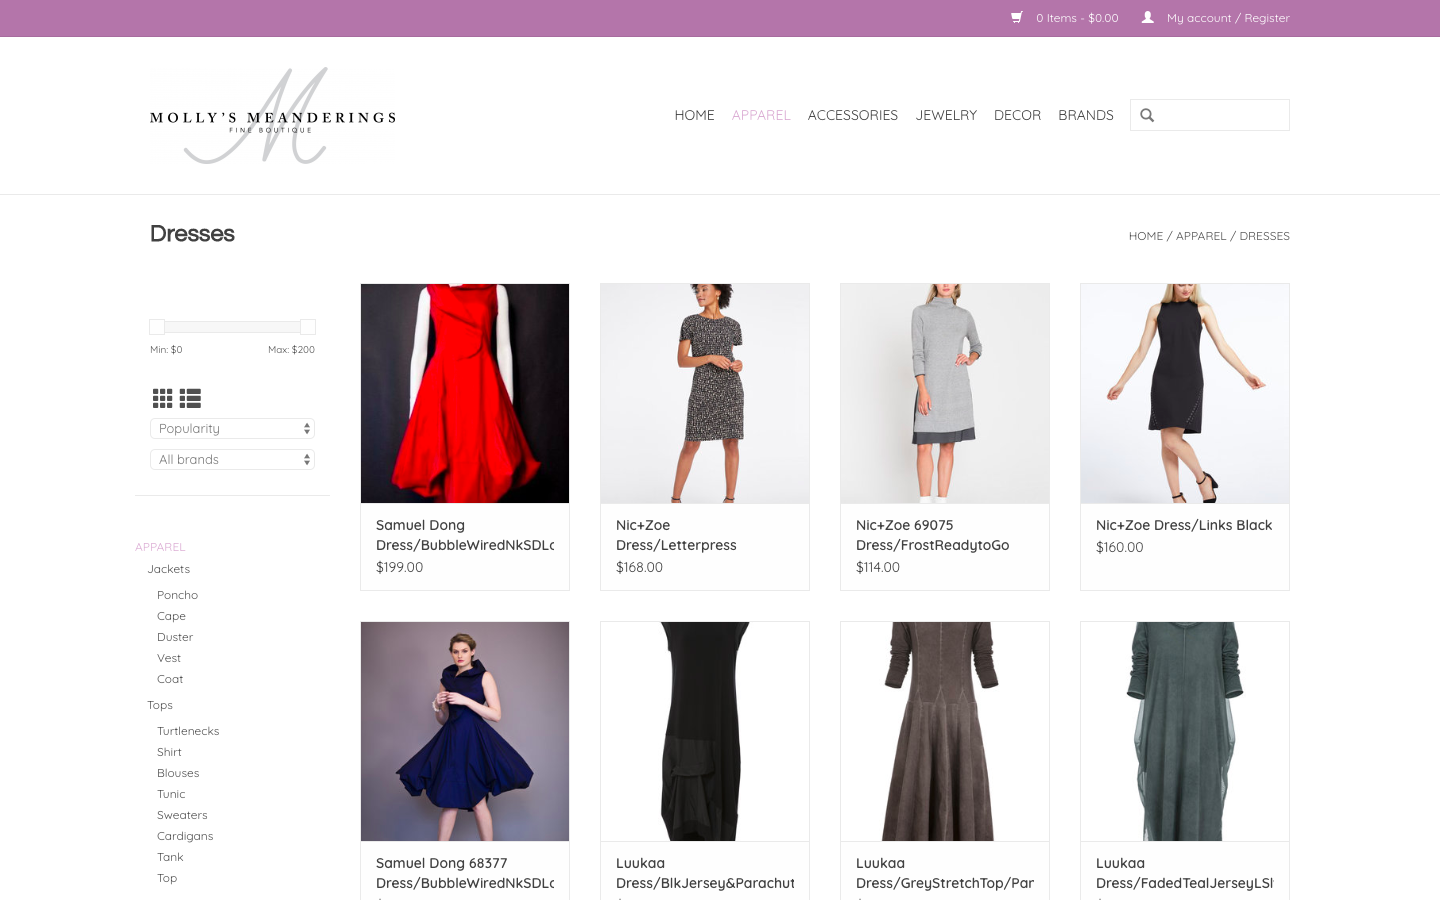 0 Items - $0.00
My account / Register
MOLLY'S MEANDERINGS
FINE BOUTIQUE
HOME
APPAREL
ACCESSORIES
JEWELRY
DECOR
BRANDS
Dresses
HOME / APPAREL / DRESSES
Min: $0
Max: $200
Popularity
All brands
APPAREL
Jackets
Poncho
Cape
Duster
Vest
Coat
Tops
Turtlenecks
Shirt
Blouses
Tunic
Sweaters
Cardigans
Tank
Top
Samuel Dong
Dress/BubbleWiredNkSDLo
$199.00
Nic+Zoe
Dress/Letterpress
$168.00
Nic+Zoe 69075
Dress/FrostReadytoGo
$114.00
Nic+Zoe Dress/Links Black
$160.00
Samuel Dong 68377
Dress/BubbleWiredNkSDLo
Luukaa
Dress/BlkJersey&Parachut
Luukaa
Dress/GreyStretchTop/Par
Luukaa
Dress/FadedTealJerseyLSl